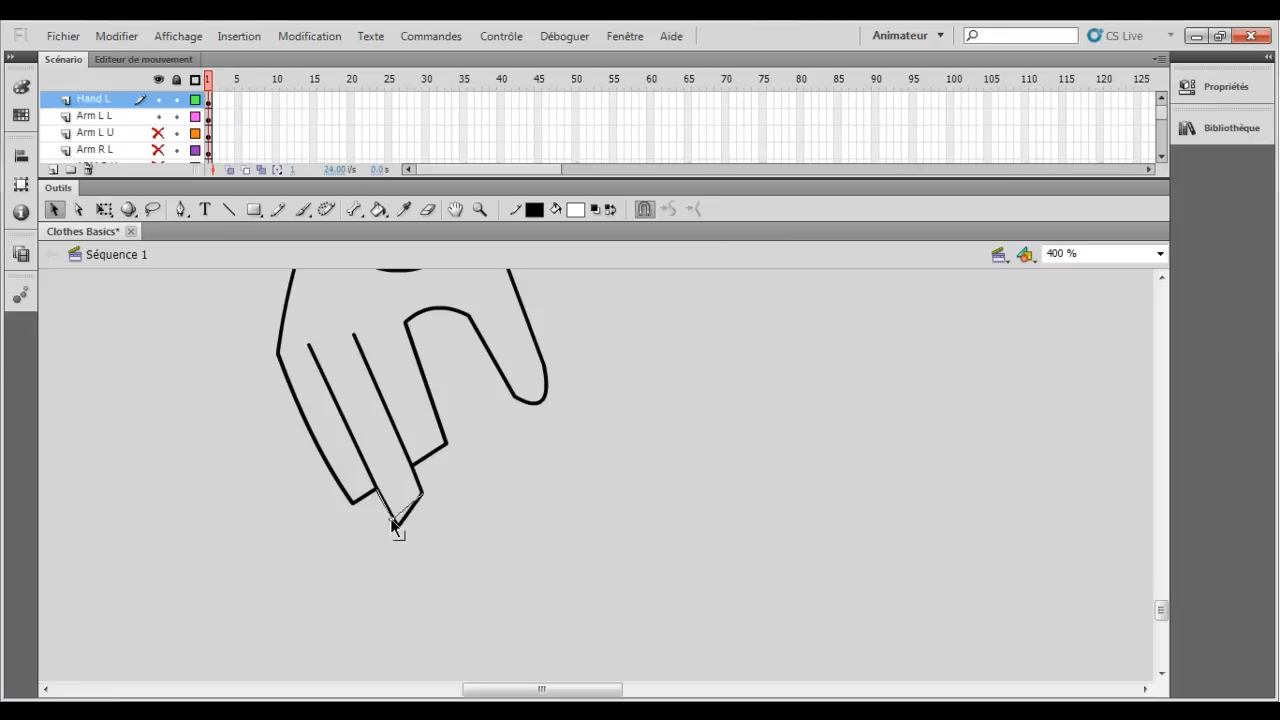 Fl Fichier Modifier Affichage Insertion Modification Texte Commandes Contrôle Déboguer Fenêtre Aide Animateur CS Live
Scénario Editeur de mouvement
1 5 10 15 20 25 30 35 40 45 50 55 60 65 70 75 80 85 90 95 100 105 110 115 120 125
Hand L
Arm L L
Arm L U
Arm R L
1 24.00 i/s 0.0 s
Outils
Clothes Basics*
Séquence 1 400 %
Propriétés
Bibliothèque